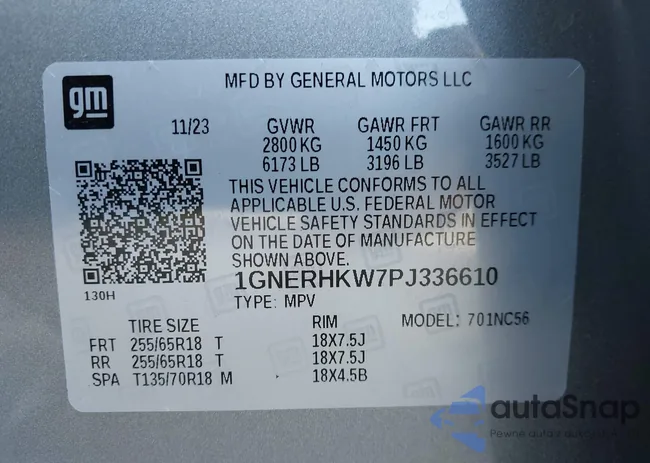 gm
MFD BY GENERAL MOTORS LLC
11/23 GVWR GAWR FRT GAWR RR
2800 KG 1450 KG 1600 KG
6173 LB 3196 LB 3527 LB
THIS VEHICLE CONFORMS TO ALL
APPLICABLE U.S. FEDERAL MOTOR
VEHICLE SAFETY STANDARDS IN EFFECT
ON THE DATE OF MANUFACTURE
SHOWN ABOVE.
1GNERHKW7PJ336610
130H
TYPE: MPV
TIRE SIZE RIM MODEL: 701NC56
FRT 255/65R18 T 18X7.5J
RR 255/65R18 T 18X7.5J
SPA T135/70R18 M 18X4.5B
autaSnap
Pewne auta z aukcji